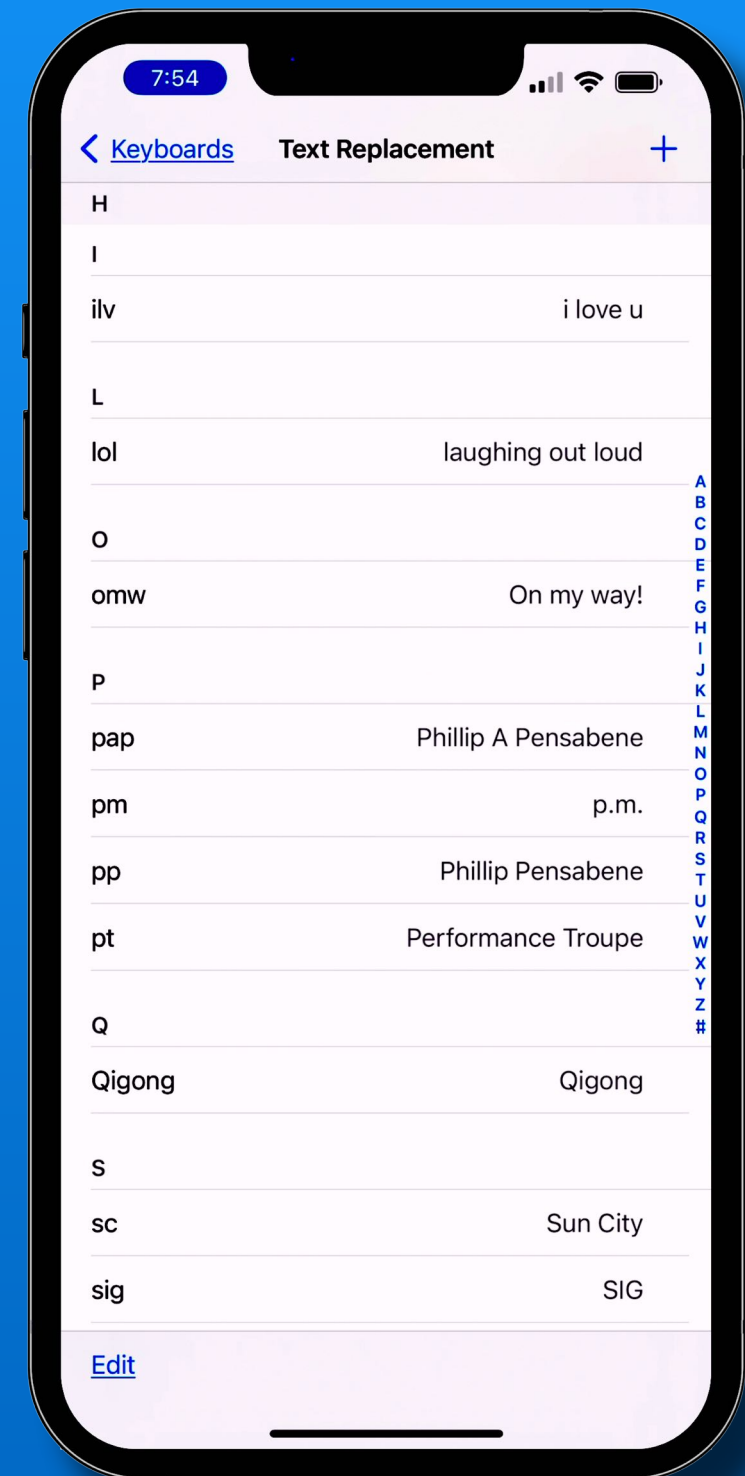 7:54
Keyboards Text Replacement +
H
I
ilv i love u
L
lol laughing out loud
O
omw On my way!
P
pap Phillip A Pensabene
pm p.m.
pp Phillip Pensabene
pt Performance Troupe
Q
Qigong Qigong
S
sc Sun City
sig SIG
Edit
A
B
C
D
E
F
G
H
I
J
K
L
M
N
O
P
Q
R
S
T
U
V
W
X
Y
Z
#